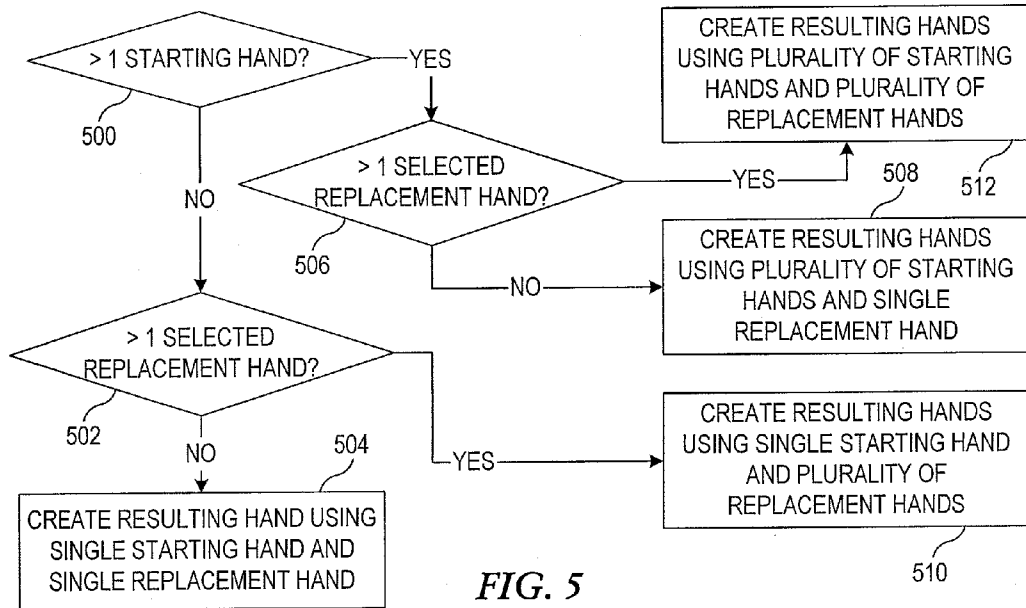 > 1 STARTING HAND?
YES
500
NO
> 1 SELECTED
REPLACEMENT HAND?
506
YES
NO
CREATE RESULTING HANDS
USING PLURALITY OF STARTING
HANDS AND PLURALITY OF
REPLACEMENT HANDS
512
508
CREATE RESULTING HANDS
USING PLURALITY OF STARTING
HANDS AND SINGLE
REPLACEMENT HAND
> 1 SELECTED
REPLACEMENT HAND?
502
NO
YES
CREATE RESULTING HANDS
USING SINGLE STARTING HAND
AND PLURALITY OF
REPLACEMENT HANDS
510
504
CREATE RESULTING HAND USING
SINGLE STARTING HAND AND
SINGLE REPLACEMENT HAND
FIG. 5